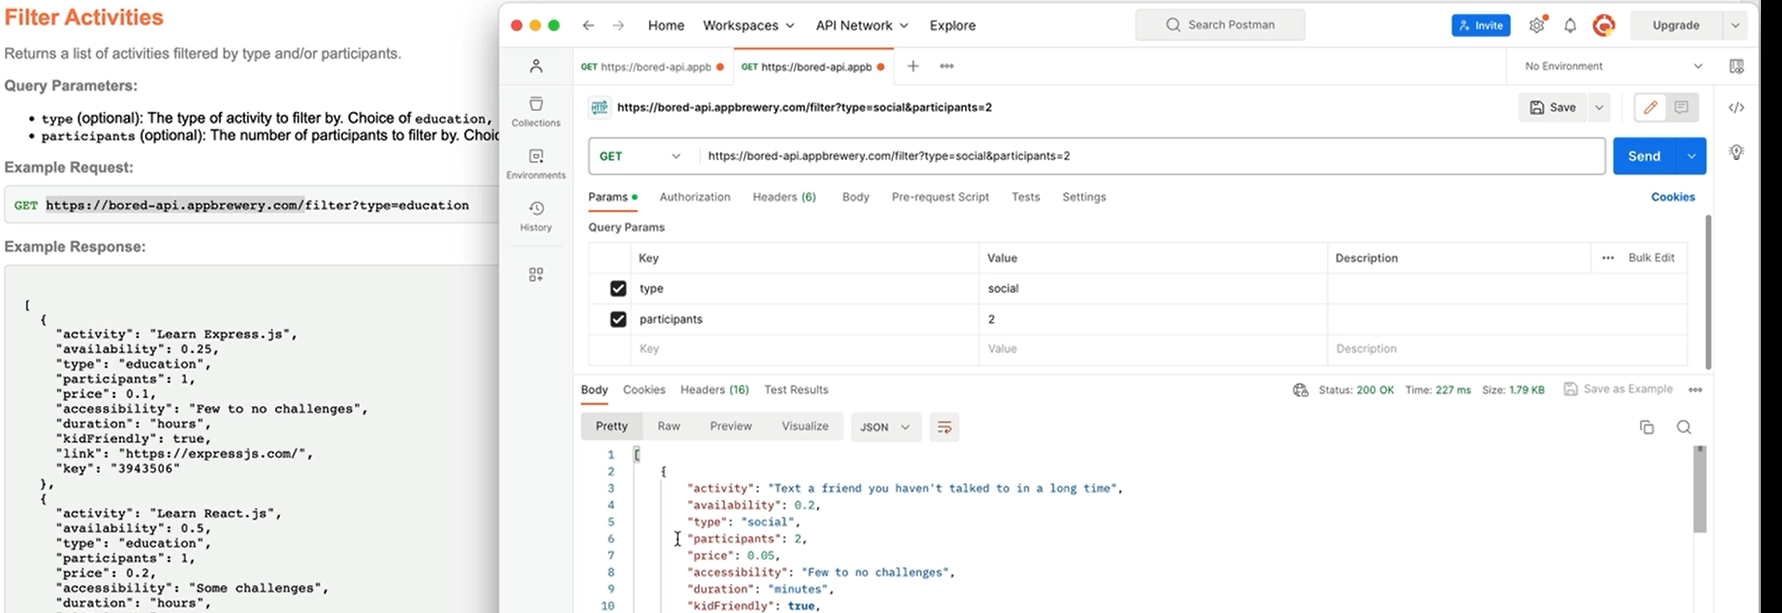 Filter Activities
Returns a list of activities filtered by type and/or participants.
Query Parameters:
• type (optional): The type of activity to filter by. Choice of education,
• participants (optional): The number of participants to filter by. Choic
Example Request:
GET https://bored-api.appbrewery.com/filter?type=education
Example Response:
[
{
"activity": "Learn Express.js",
"availability": 0.25,
"type": "education",
"participants": 1,
"price": 0.1,
"accessibility": "Few to no challenges",
"duration": "hours",
"kidFriendly": true,
"link": "https://expressjs.com/",
"key": "3943506"
},
{
"activity": "Learn React.js",
"availability": 0.5,
"type": "education",
"participants": 1,
"price": 0.2,
"accessibility": "Some challenges",
"duration": "hours",
Home Workspaces API Network Explore Search Postman Invite Upgrade
GET https://bored-api.appb GET https://bored-api.appb No Environment
Collections
Environments
History
HTTP https://bored-api.appbrewery.com/filter?type=social&participants=2 Save
GET https://bored-api.appbrewery.com/filter?type=social&participants=2 Send
Params Authorization Headers (6) Body Pre-request Script Tests Settings Cookies
Query Params
Key Value Description Bulk Edit
type social
participants 2
Key Value Description
Body Cookies Headers (16) Test Results Status: 200 OK Time: 227 ms Size: 1.79 KB Save as Example
Pretty Raw Preview Visualize JSON
1 [
2 {
3 "activity": "Text a friend you haven't talked to in a long time",
4 "availability": 0.2,
5 "type": "social",
6 "participants": 2,
7 "price": 0.05,
8 "accessibility": "Few to no challenges",
9 "duration": "minutes",
10 "kidFriendly": true,